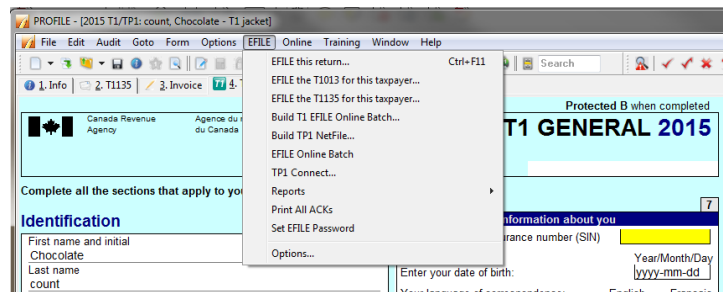 PROFILE - [2015 T1/TP1: count, Chocolate - T1 jacket]
File Edit Audit Goto Form Options EFILE Online Training Window Help
Search
1. Info 2. T1135 3. Invoice 4.
EFILE this return... Ctrl+F11
EFILE the T1013 for this taxpayer...
EFILE the T1135 for this taxpayer...
Build T1 EFILE Online Batch...
Build TP1 NetFile...
EFILE Online Batch
TP1 Connect...
Reports
Print All ACKs
Set EFILE Password
Options...
Protected B when completed
Canada Revenue Agence du
Agency du Canada
T1 GENERAL 2015
Complete all the sections that apply to
7
Identification
information about you
First name and initial
Chocolate
number (SIN)
Year/Month/Day
Last name
count
Enter your date of birth: yyyy-mm-dd
English Français